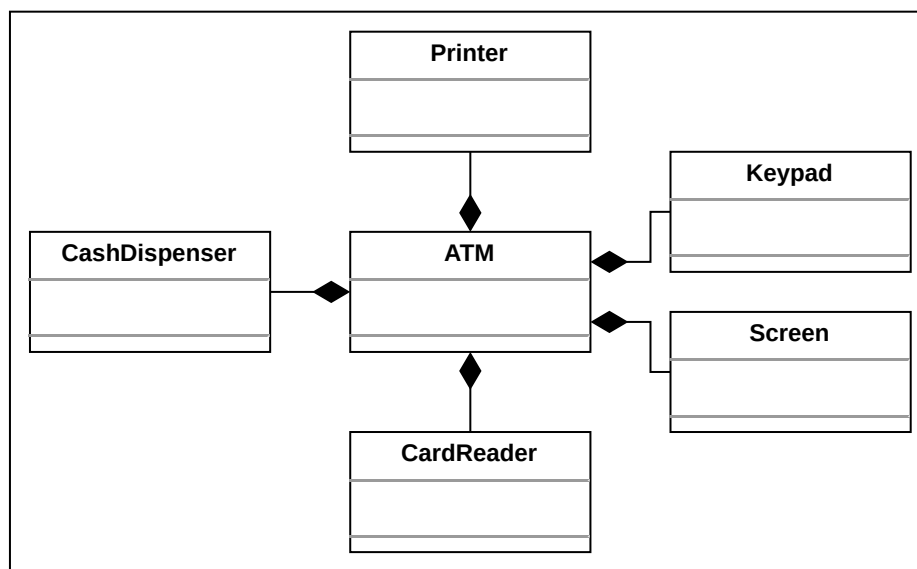 Printer
Keypad
CashDispenser
ATM
Screen
CardReader